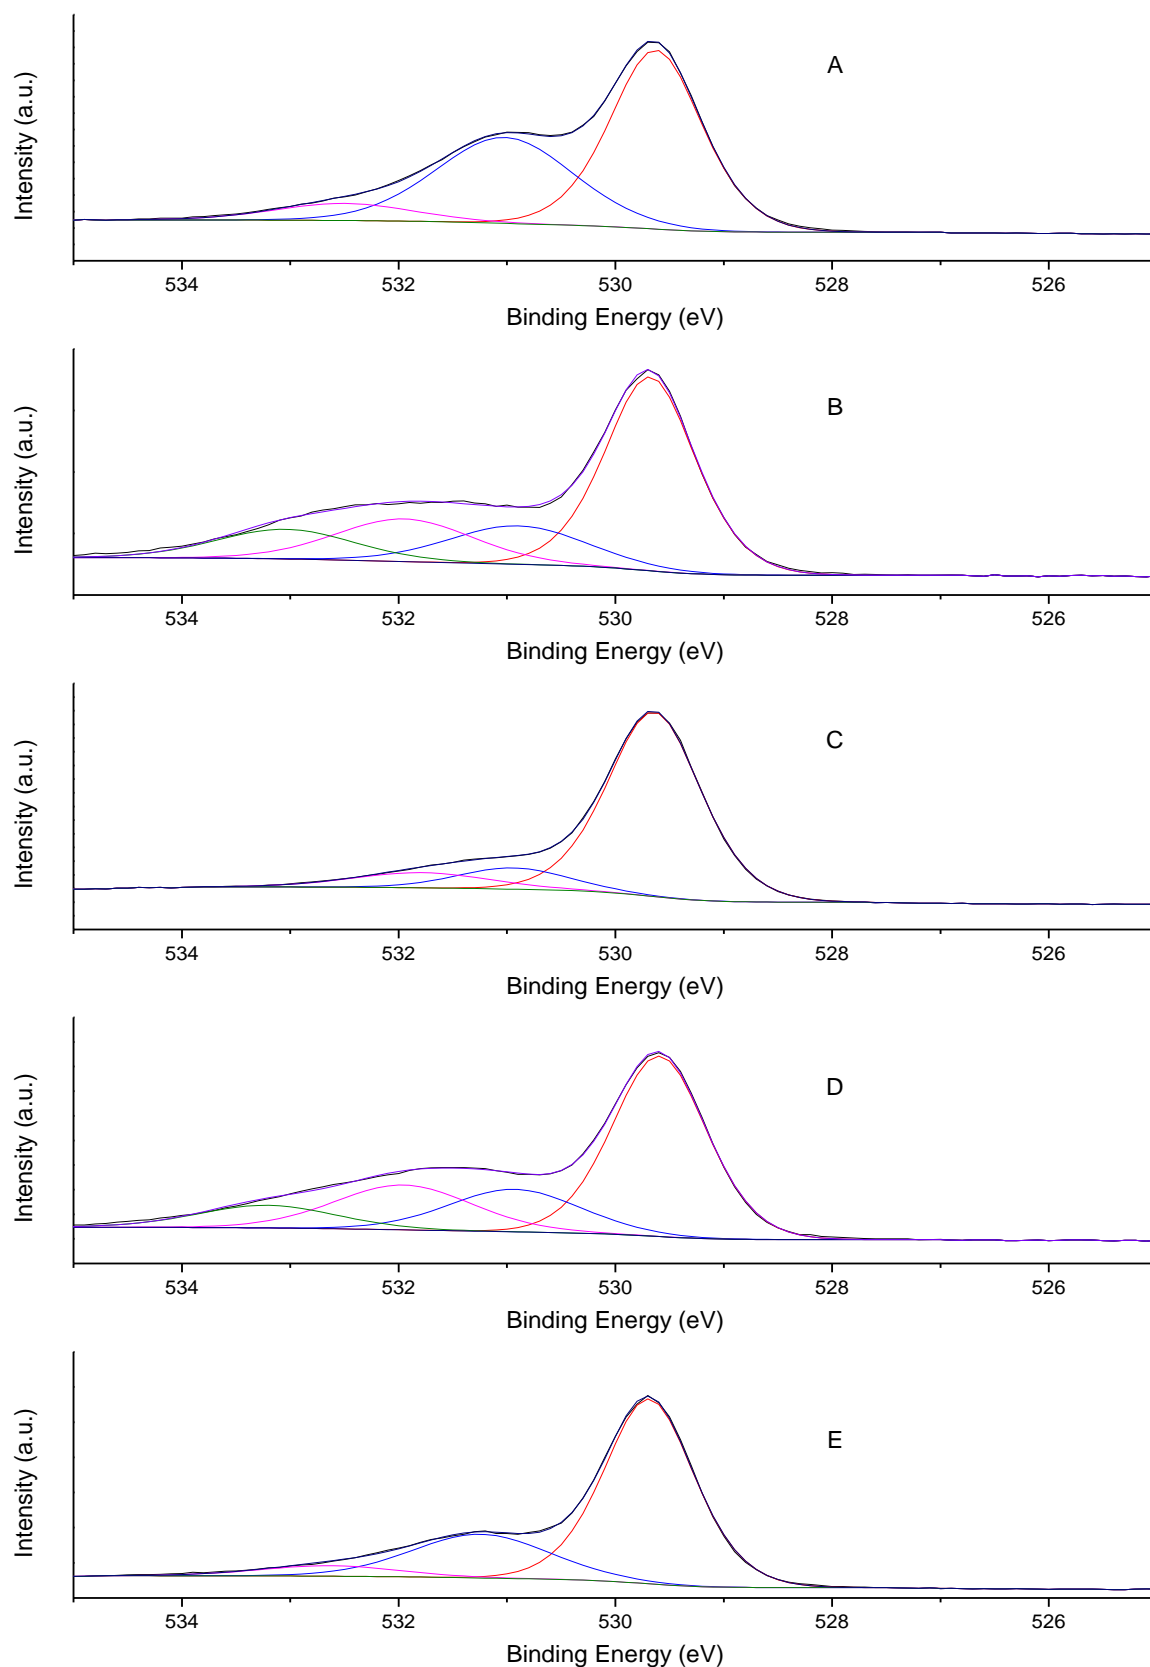 Intensity (a.u.)
A
534 532 530 528 526
Binding Energy (eV)
Intensity (a.u.)
B
534 532 530 528 526
Binding Energy (eV)
Intensity (a.u.)
C
534 532 530 528 526
Binding Energy (eV)
Intensity (a.u.)
D
534 532 530 528 526
Binding Energy (eV)
Intensity (a.u.)
E
534 532 530 528 526
Binding Energy (eV)